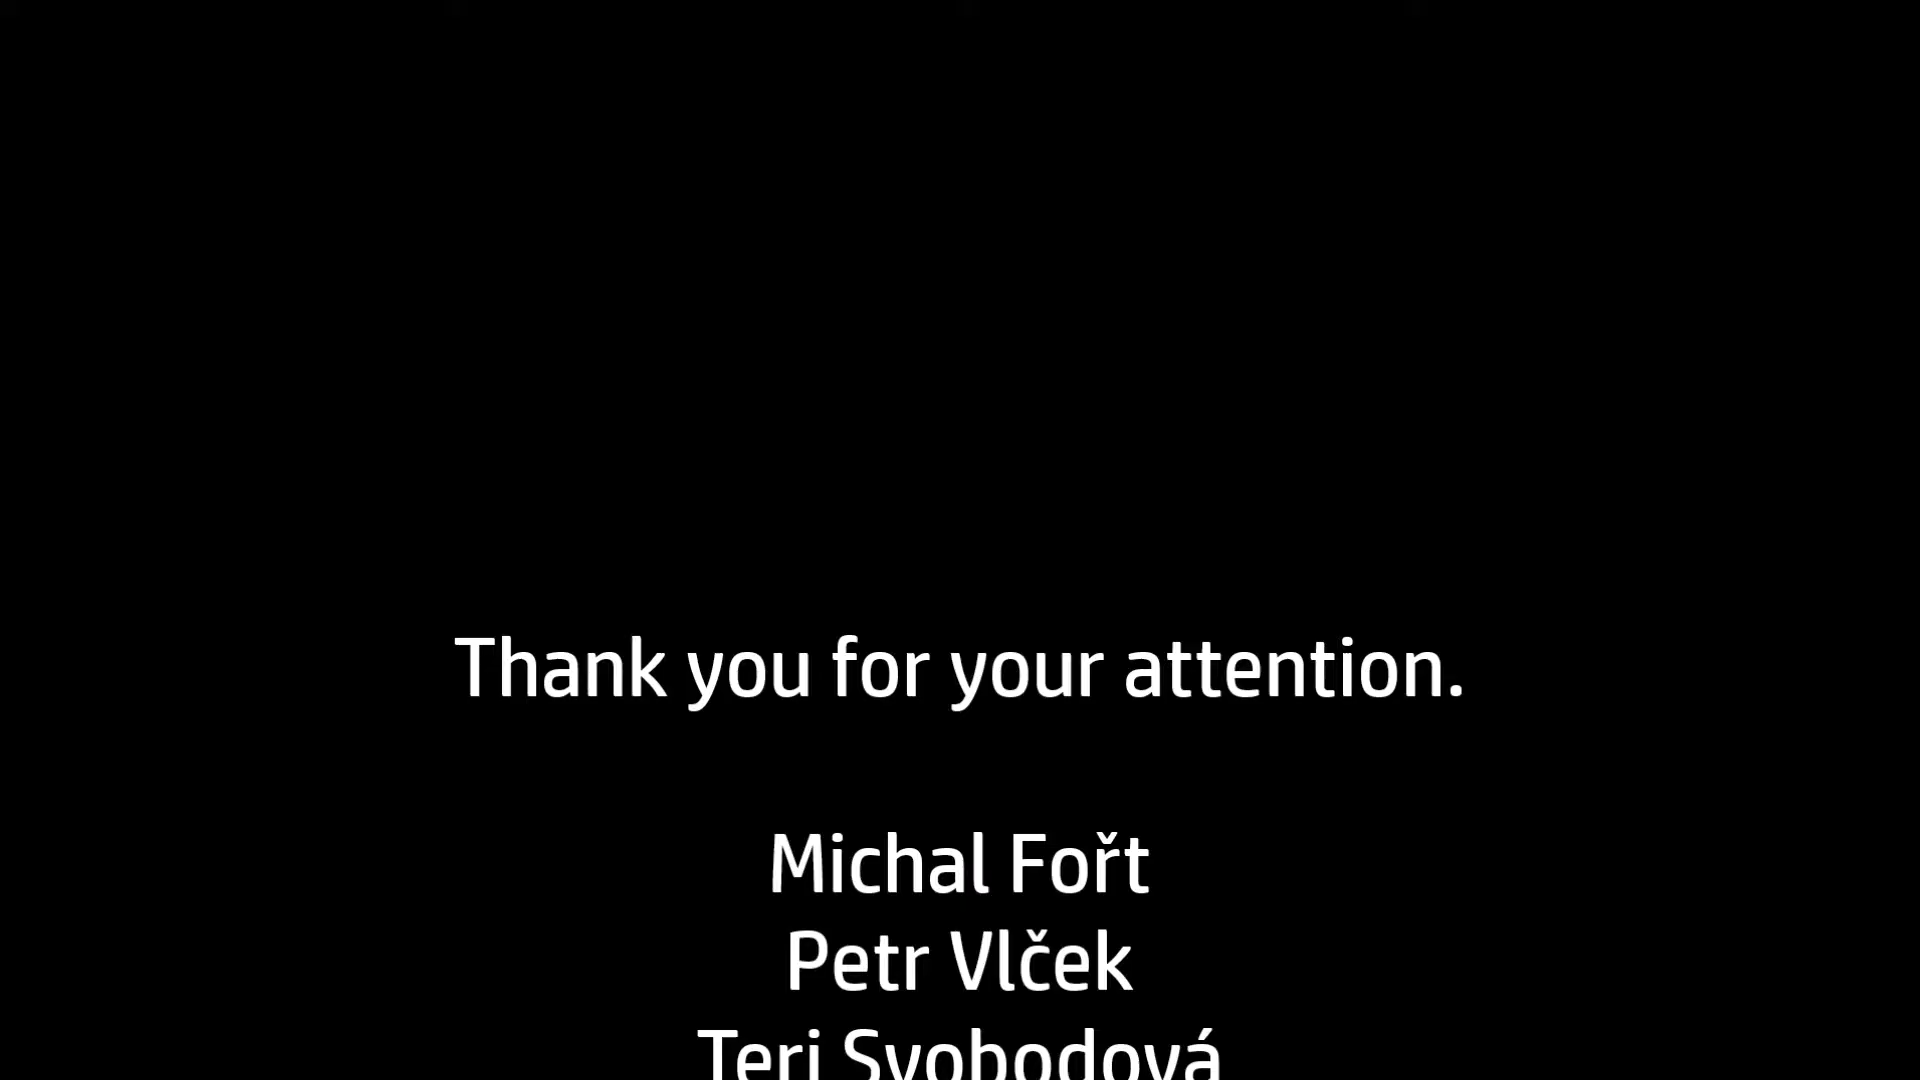 Thank you for your attention.
Michal Fořt
Petr Vlček
Teri Svobodová